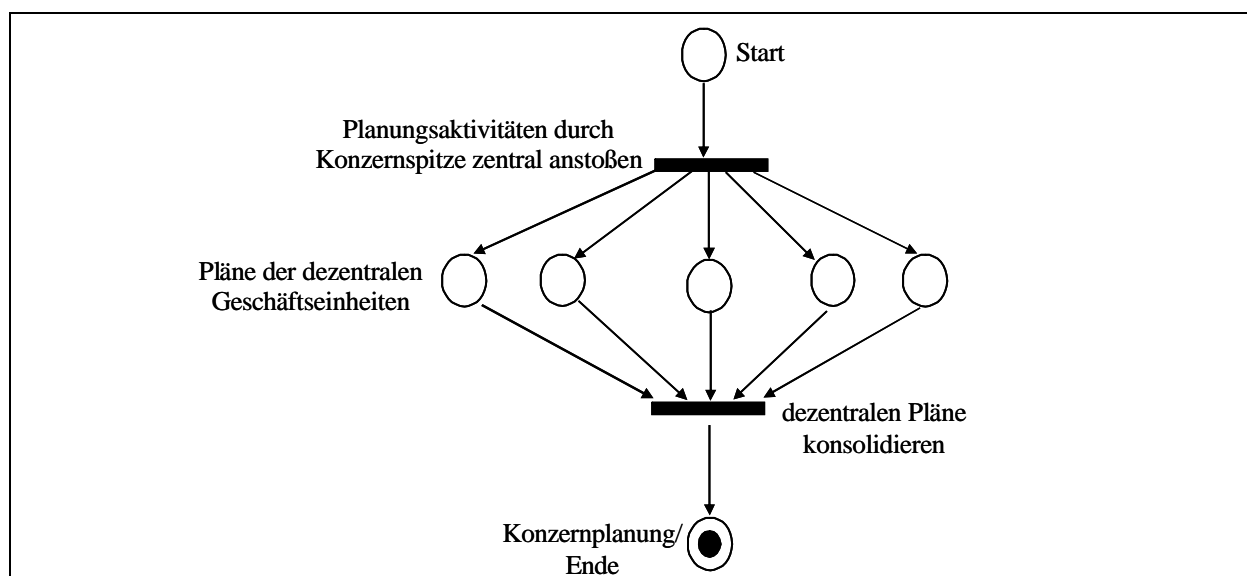 Start
Planungsaktivitäten durch
Konzernspitze zentral anstoßen
Pläne der dezentralen
Geschäftseinheiten
dezentralen Pläne
konsolidieren
Konzernplanung/
Ende